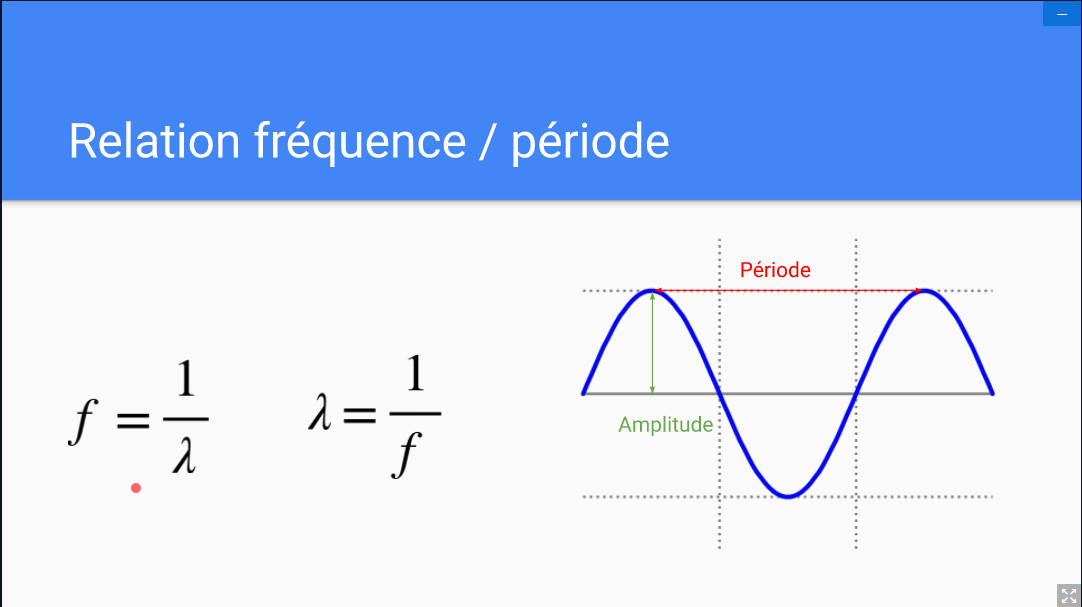 Relation fréquence / période
f = 1/λ
λ = 1/f
Période
Amplitude